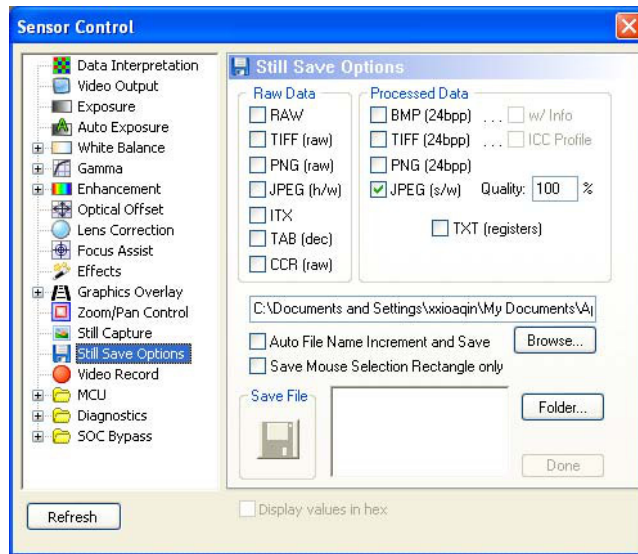 Sensor Control
Data Interpretation
Video Output
Exposure
Auto Exposure
White Balance
Gamma
Enhancement
Optical Offset
Lens Correction
Focus Assist
Effects
Graphics Overlay
Zoom/Pan Control
Still Capture
Still Save Options
Video Record
MCU
Diagnostics
SOC Bypass
Refresh
Still Save Options
Raw Data
RAW
TIFF (raw)
PNG (raw)
JPEG (h/w)
ITX
TAB (dec)
CCR (raw)
Processed Data
BMP (24bpp) ... w/ Info
TIFF (24bpp) ... ICC Profile
PNG (24bpp)
JPEG (s/w) Quality: 100 %
TXT (registers)
C:\Documents and Settings\xxioaqin\My Documents\A
Auto File Name Increment and Save Browse...
Save Mouse Selection Rectangle only
Save File
Folder...
Done
Display values in hex